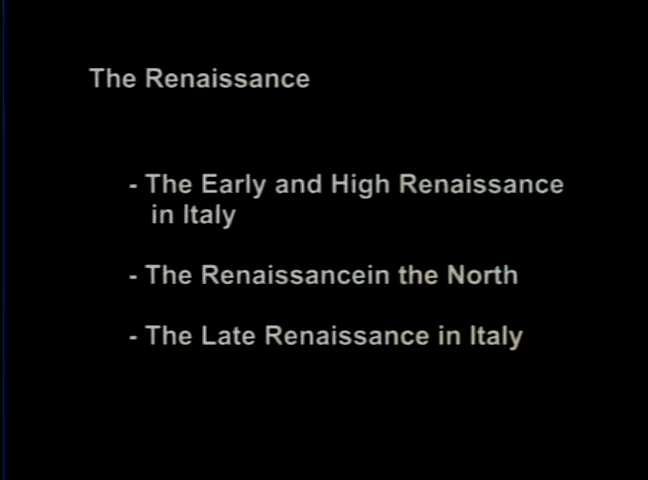 The Renaissance
- The Early and High Renaissance
in Italy
- The Renaissancein the North
- The Late Renaissance in Italy